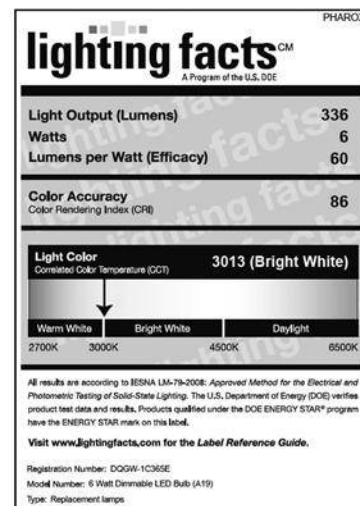 PHAROX
lighting facts CM
A Program of the U.S. DOE
Light Output (Lumens) 336
Watts 6
Lumens per Watt (Efficacy) 60
Color Accuracy
Color Rendering Index (CRI) 86
Light Color
Correlated Color Temperature (CCT) 3013 (Bright White)
Warm White Bright White Daylight
2700K 3000K 4500K 6500K
All results are according to IESNA LM-79-2008: Approved Method for the Electrical and
Photometric Testing of Solid-State Lighting. The U.S. Department of Energy (DOE) verifies
product test data and results. Products qualified under the DOE ENERGY STAR® program
have the ENERGY STAR mark on this label.
Visit www.lightingfacts.com for the Label Reference Guide.
Registration Number: DQGW-1C365E
Model Number: 6 Watt Dimmable LED Bulb (A19)
Type: Replacement lamps